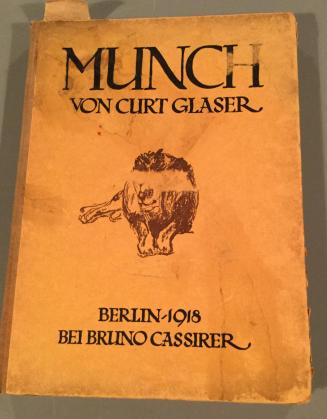 MUNCH
VON CURT GLASER
BERLIN-1918
BEI BRUNO CASSIRER